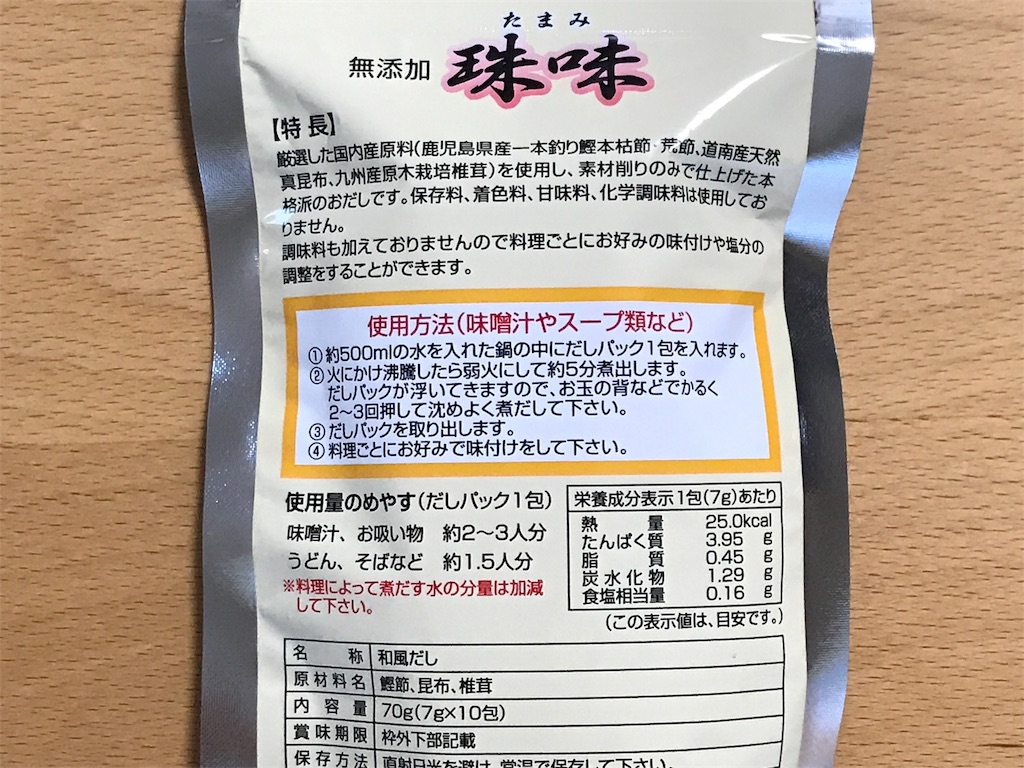 たまみ
無添加 珠味
【特長】
厳選した国内産原料(鹿児島県産一本釣り鰹本枯節 荒節、道南産天然
真昆布、九州産原木栽培椎茸)を使用し、素材削りのみで仕上げた本
格派のおだしです。保存料、着色料、甘味料、化学調味料は使用してお
りません。
調味料も加えておりませんので料理ごとにお好みの味付けや塩分の
調整をすることができます。
使用方法(味噌汁やスープ類など)
①約500mlの水を入れた鍋の中にだしパック1包を入れます。
②火にかけ沸騰したら弱火にして約5分煮出します。
だしパックが浮いてきますので、お玉の背などでかるく
2〜3回押して沈めよく煮だして下さい。
③だしパックを取り出します。
④料理ごとにお好みで味付けをして下さい。
使用量のめやす(だしパック1包)
味噌汁、お吸い物 約2〜3人分
うどん、そばなど 約1.5人分
※料理によって煮だす水の分量は加減
して下さい。
栄養成分表示1包(7g)あたり
熱量 25.0kcal
たんぱく質 3.95 g
脂質 0.45 g
炭水化物 1.29 g
食塩相当量 0.16 g
(この表示値は、目安です。)
名称 和風だし
原材料名 鰹節、昆布、椎茸
内容量 70g(7g×10包)
賞味期限 枠外下部記載
保存方法 直射日光を避け、常温で保存して下さい。